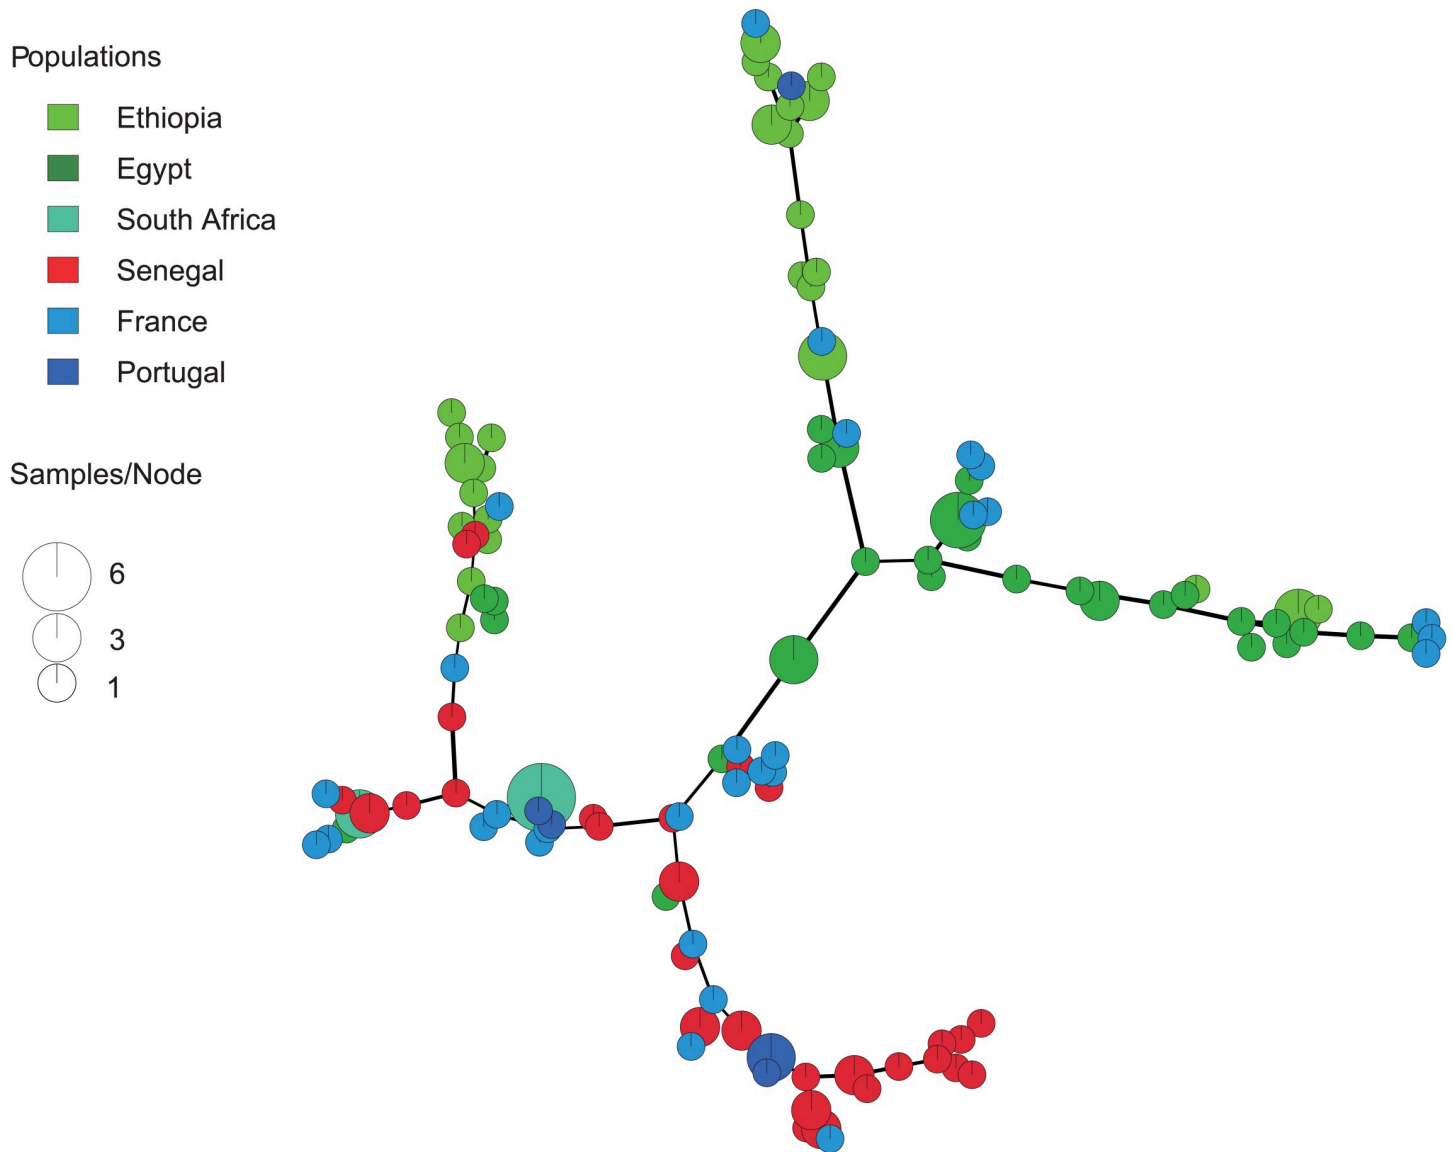 Populations
Ethiopia
Egypt
South Africa
Senegal
France
Portugal
Samples/Node
6
3
1